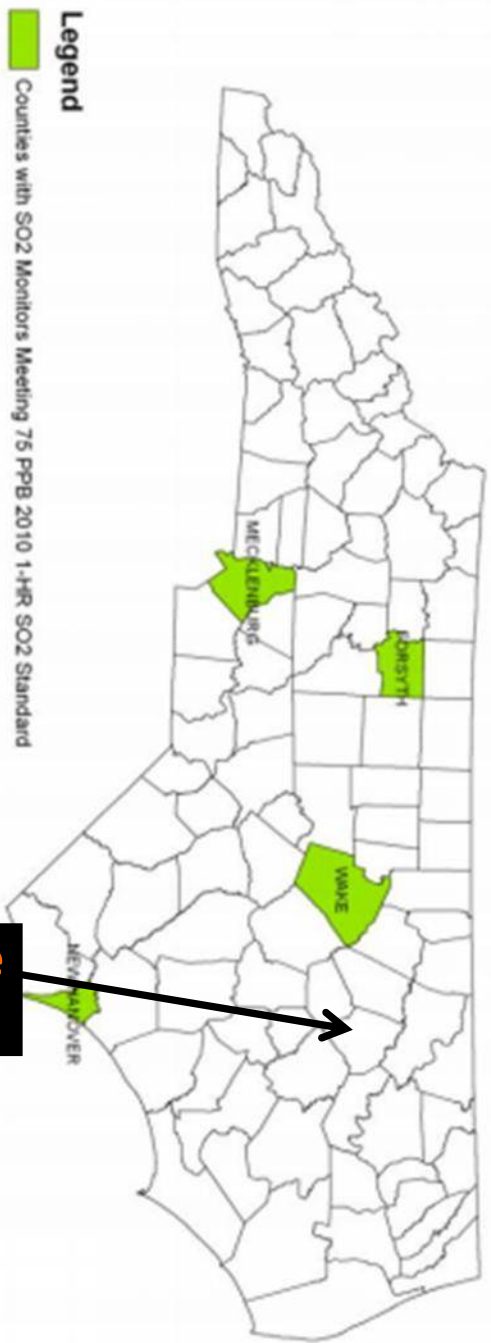 Legend
Counties with SO2 Monitors Meeting 75 PPB 2010 1-HR SO2 Standard
MECKLENBURG
FORSYTH
WAKE
NEW HANOVER